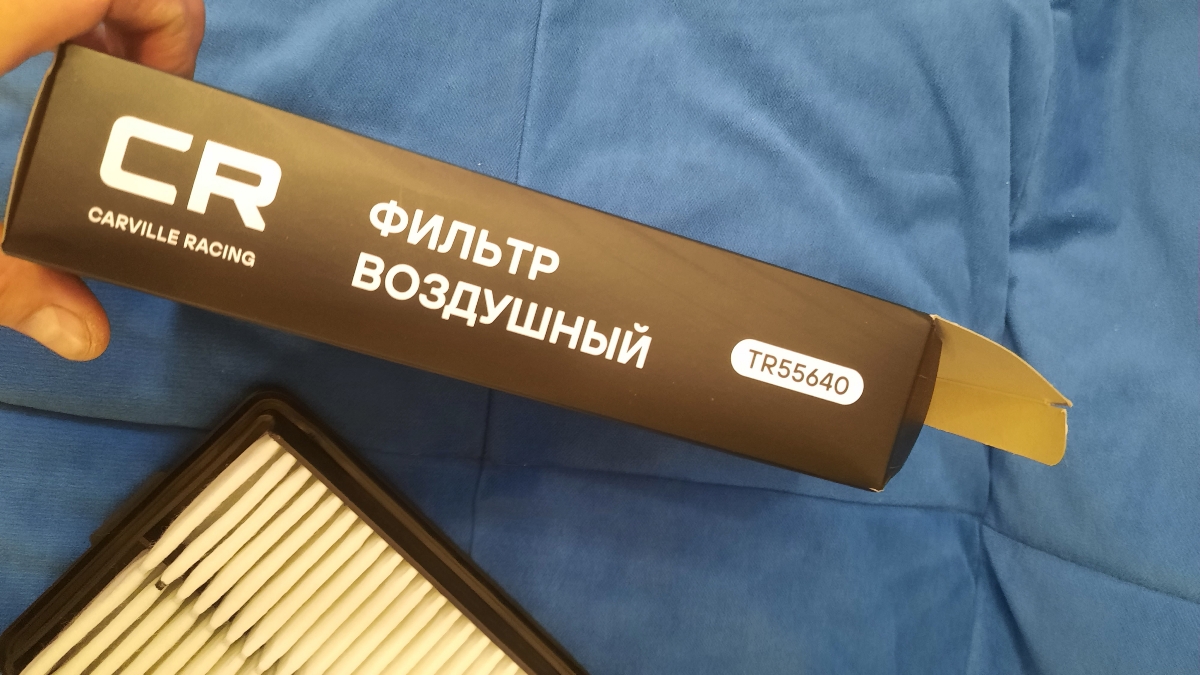 CR
CARVILLE RACING
ФИЛЬТР
ВОЗДУШНЫЙ
TR55640